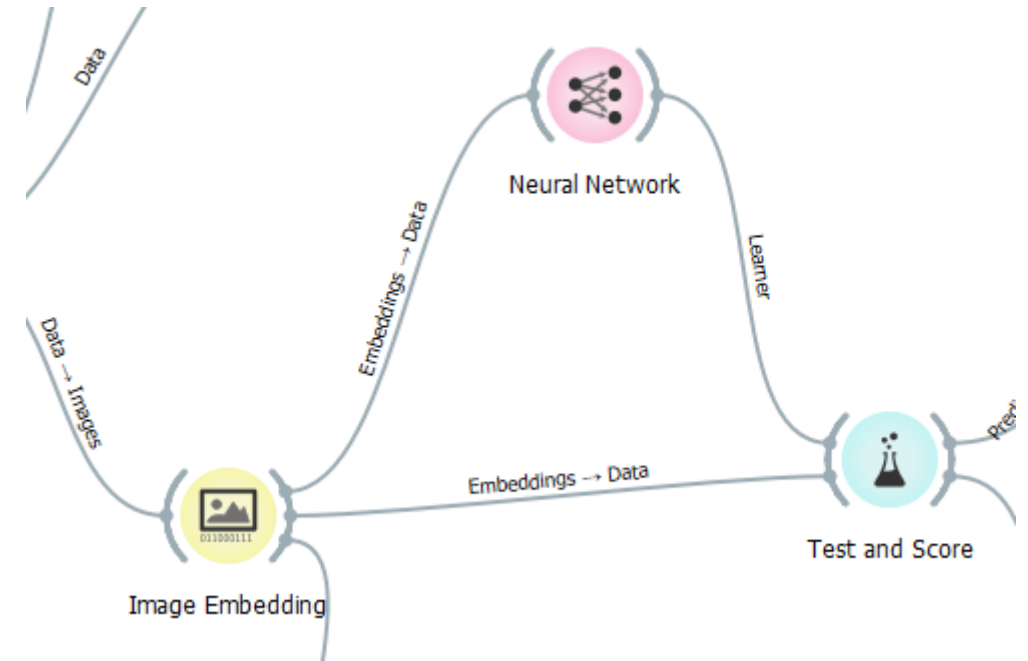 Data
Neural Network
Embeddings → Data
Learner
Data → Images
Embeddings → Data
011000111
Test and Score
Image Embedding